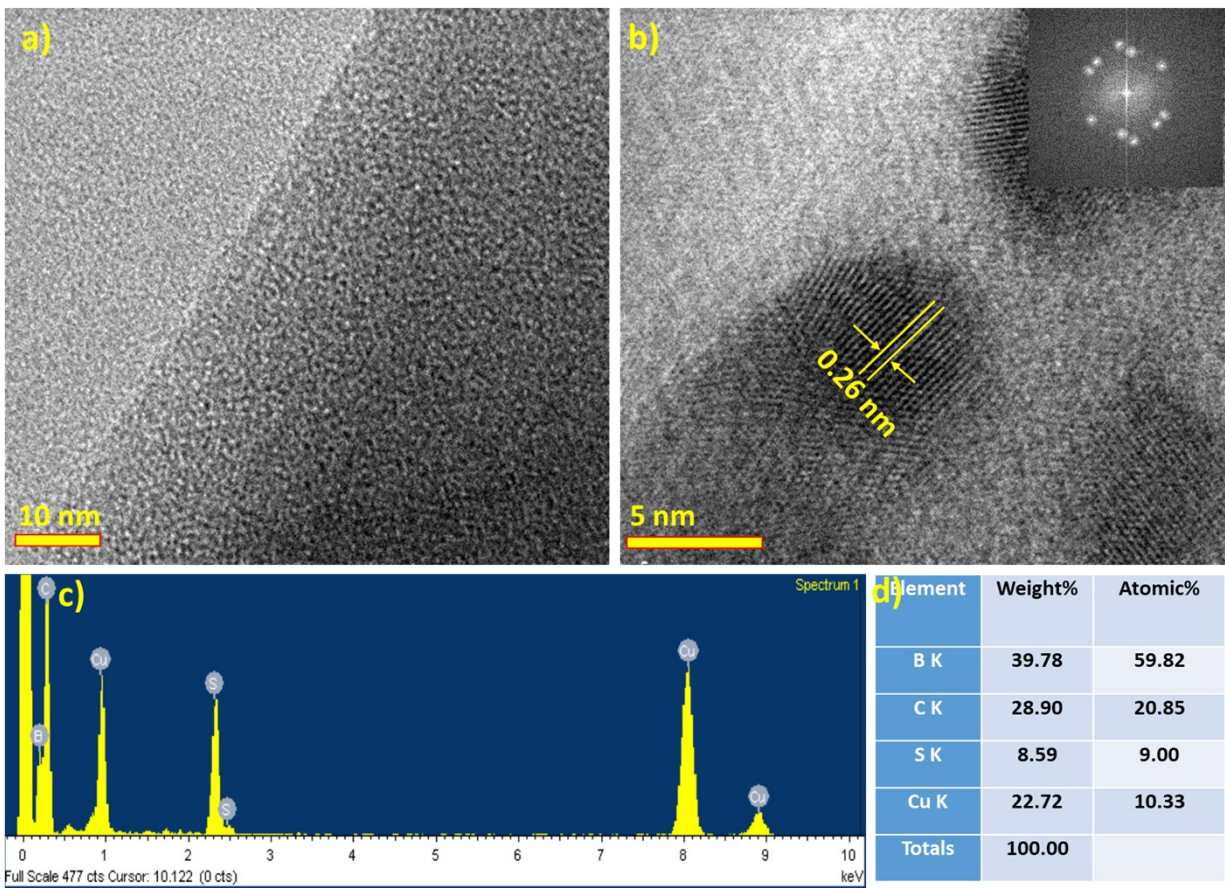 a)
10 nm
b)
0.26 nm
5 nm
c)
Spectrum 1
C
B
Cu
S
S
Cu
Cu
0 1 2 3 4 5 6 7 8 9 10
Full Scale 477 cts Cursor: 10.122 (0 cts)
keV
d)
Element Weight% Atomic%
B K 39.78 59.82
C K 28.90 20.85
S K 8.59 9.00
Cu K 22.72 10.33
Totals 100.00